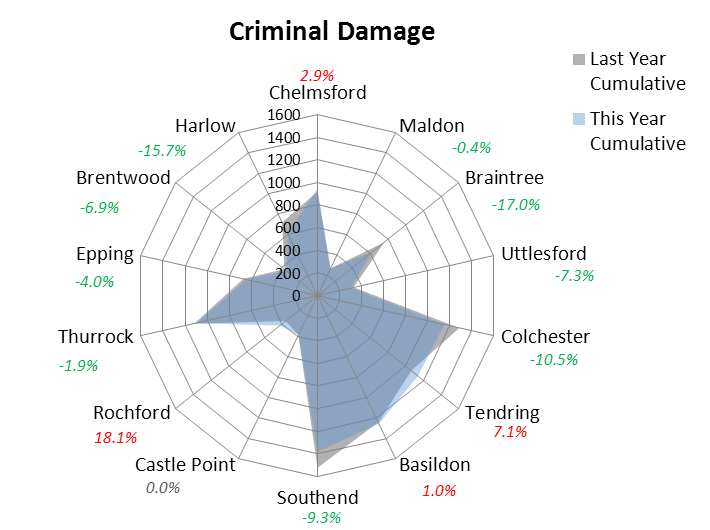 Criminal Damage
Last Year
Cumulative
This Year
Cumulative
2.9%
Chelmsford
Maldon
-0.4%
Braintree
-17.0%
Uttlesford
-7.3%
Colchester
-10.5%
Tendring
7.1%
Basildon
1.0%
Southend
-9.3%
Castle Point
0.0%
Rochford
18.1%
Thurrock
-1.9%
Epping
-4.0%
Brentwood
-6.9%
Harlow
-15.7%
1600
1400
1200
1000
800
600
400
200
0